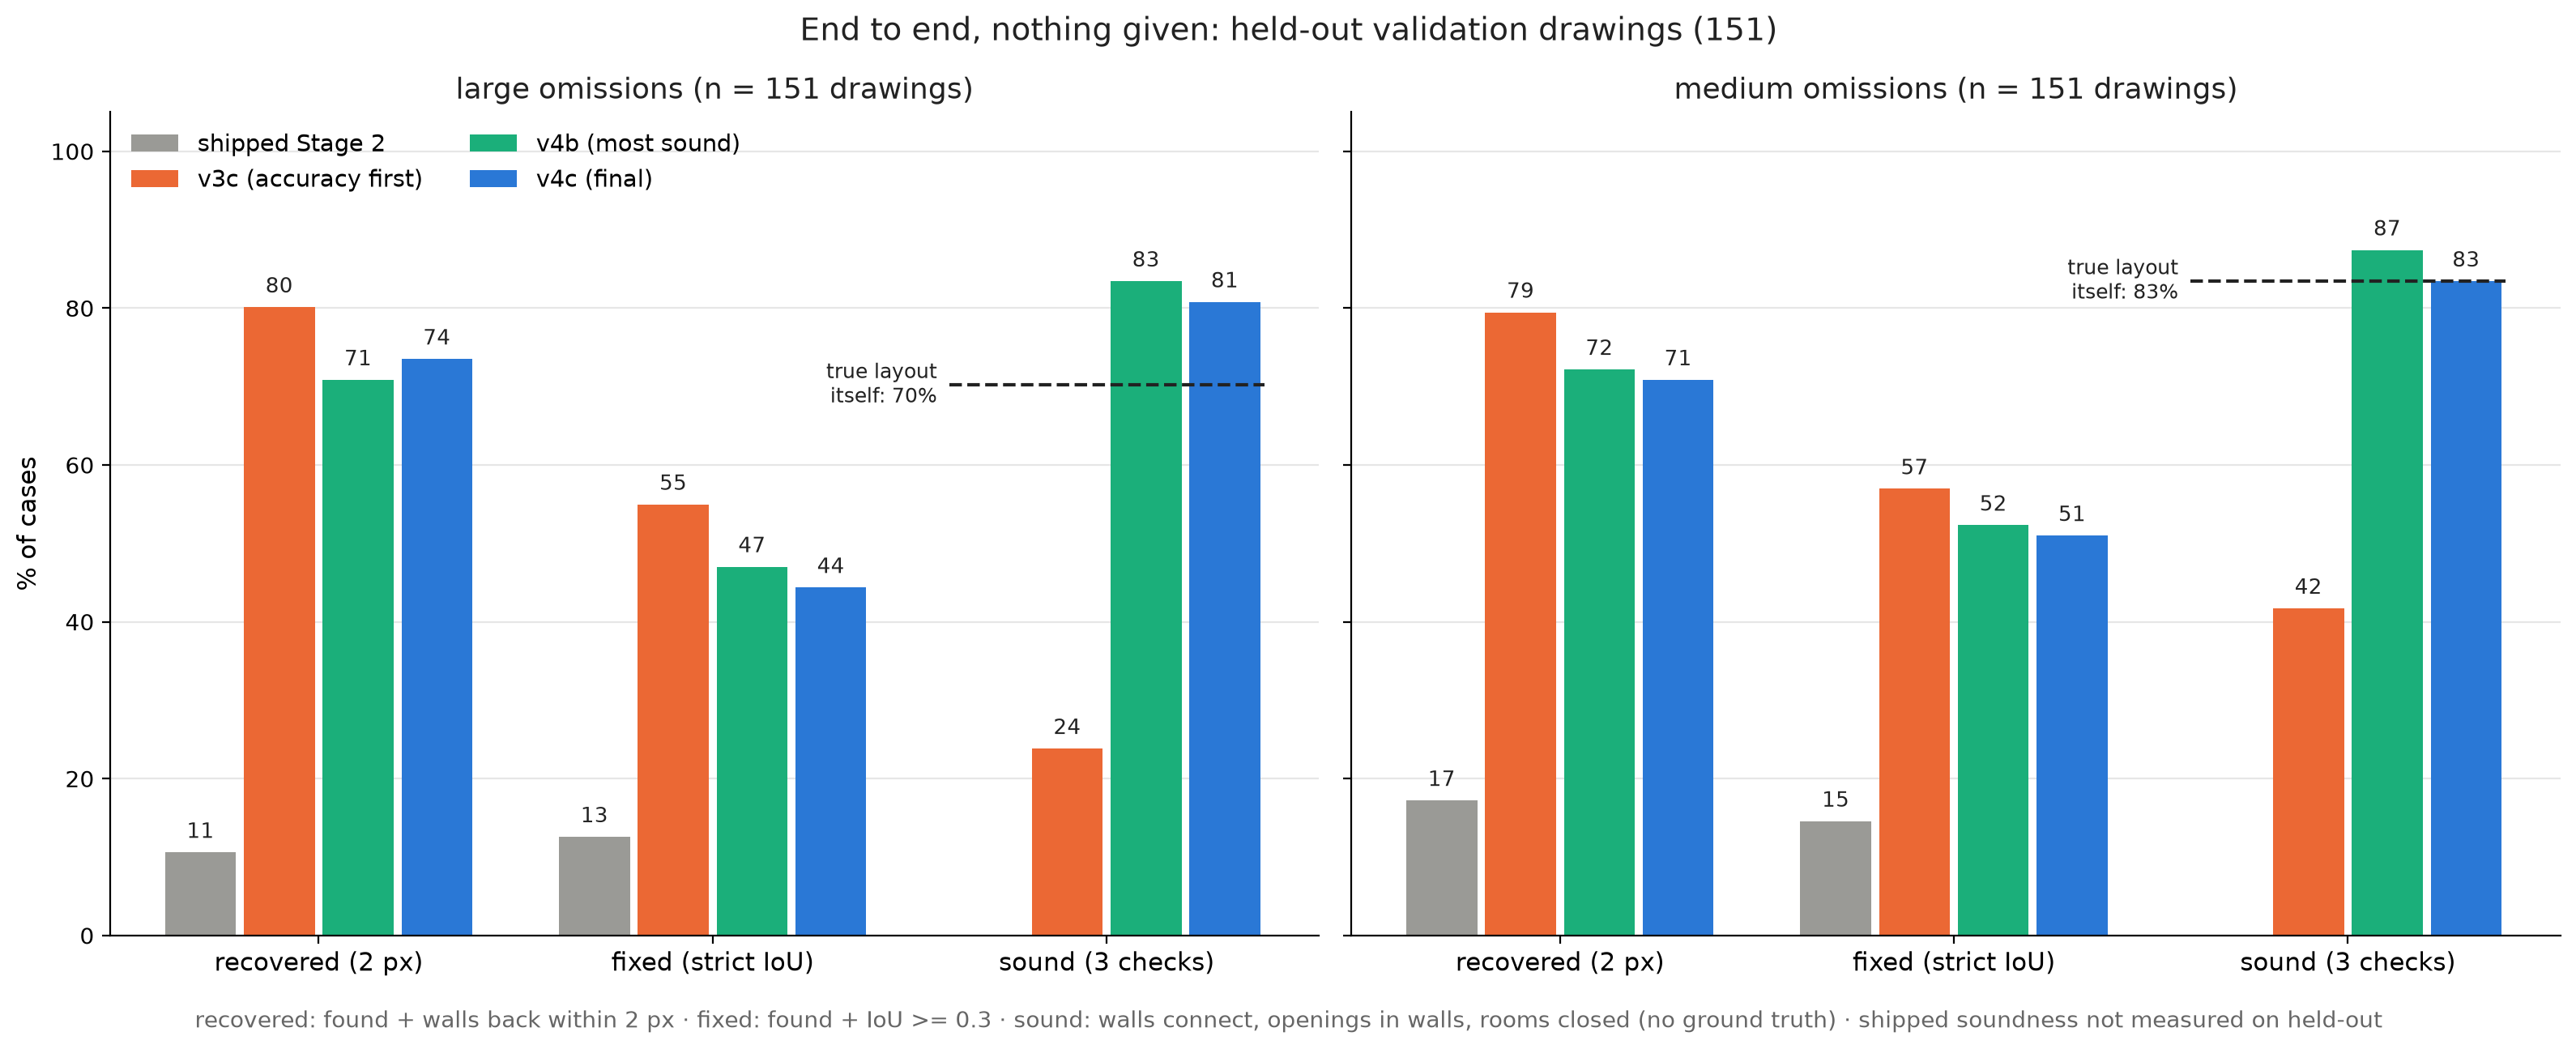 End to end, nothing given: held-out validation drawings (151)
large omissions (n = 151 drawings)
shipped Stage 2
v3c (accuracy first)
v4b (most sound)
v4c (final)
% of cases
100
80
60
40
20
0
11
80
71
74
13
55
47
44
24
83
81
true layout
itself: 70%
recovered (2 px)
fixed (strict IoU)
sound (3 checks)
medium omissions (n = 151 drawings)
17
79
72
71
15
57
52
51
42
87
83
true layout
itself: 83%
recovered (2 px)
fixed (strict IoU)
sound (3 checks)
recovered: found + walls back within 2 px · fixed: found + IoU >= 0.3 · sound: walls connect, openings in walls, rooms closed (no ground truth) · shipped soundness not measured on held-out